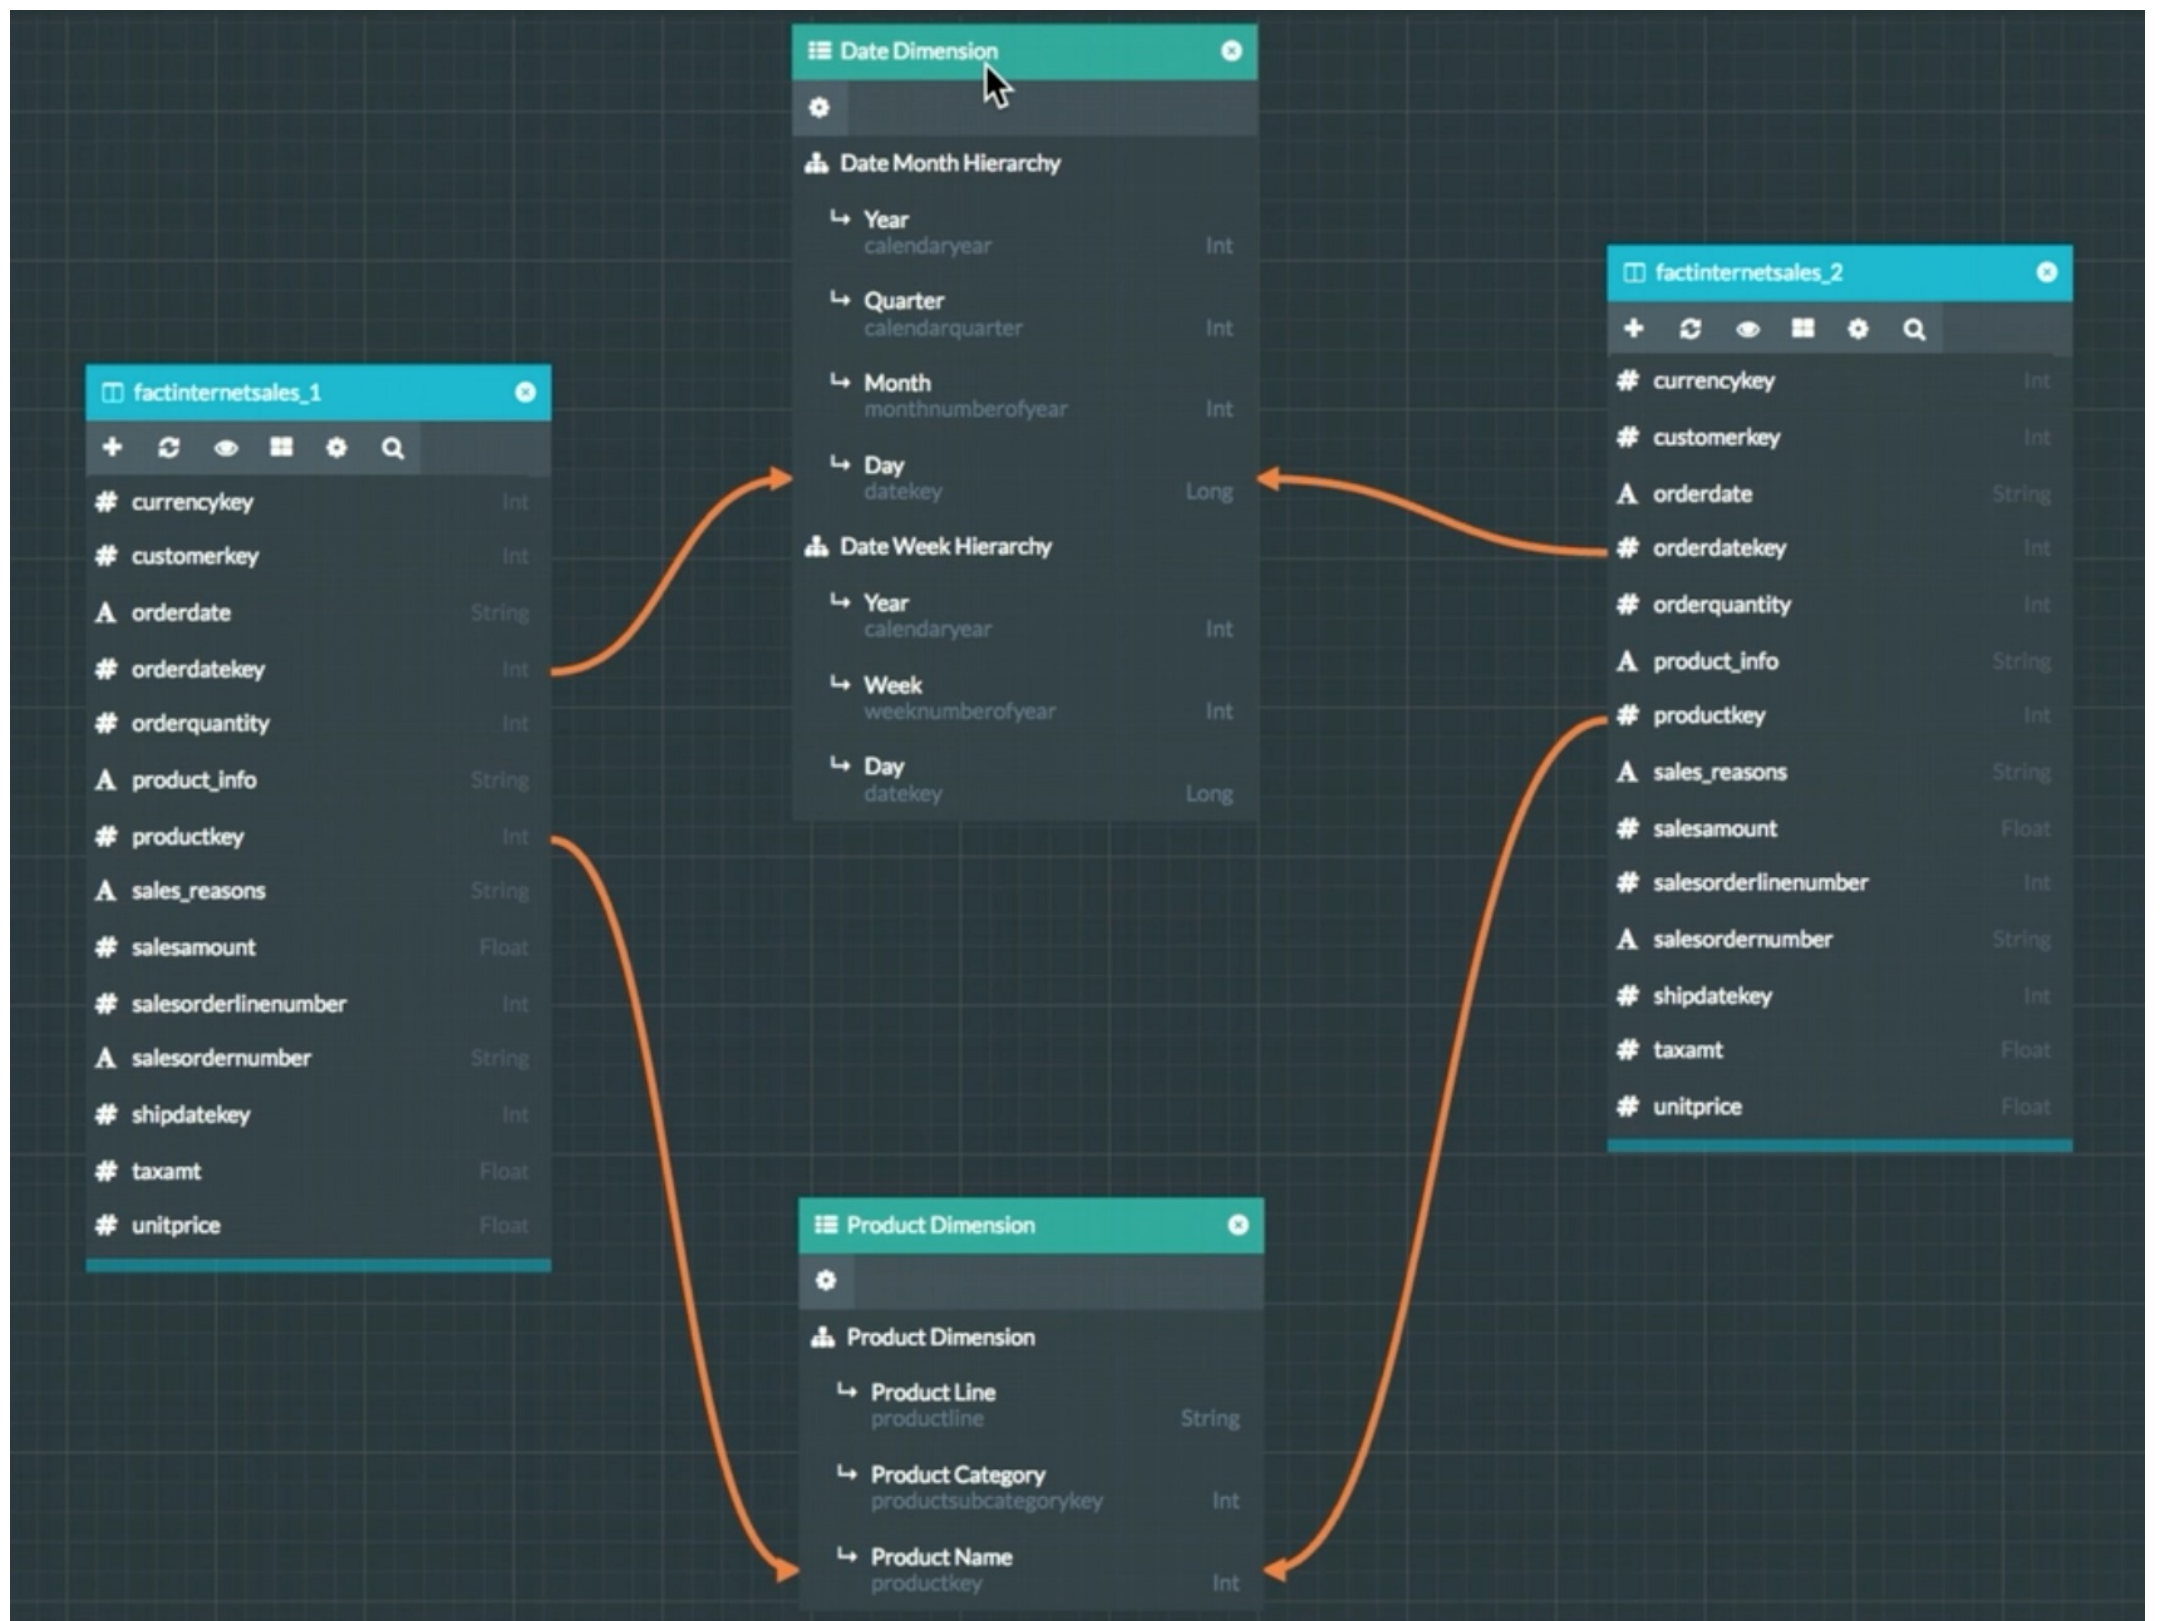 Date Dimension
Date Month Hierarchy
Year
calendaryear Int
Quarter
calendarquarter Int
Month
monthnumberofyear Int
Day
datekey Long
Date Week Hierarchy
Year
calendaryear Int
Week
weeknumberofyear Int
Day
datekey Long
factinternetsales_1
# currencykey Int
# customerkey Int
A orderdate String
# orderdatekey Int
# orderquantity Int
A product_info String
# productkey Int
A sales_reasons String
# salesamount Float
# salesorderlinenumber Int
A salesordernumber String
# shipdatekey Int
# taxamt Float
# unitprice Float
factinternetsales_2
# currencykey Int
# customerkey Int
A orderdate String
# orderdatekey Int
# orderquantity Int
A product_info String
# productkey Int
A sales_reasons String
# salesamount Float
# salesorderlinenumber Int
A salesordernumber String
# shipdatekey Int
# taxamt Float
# unitprice Float
Product Dimension
Product Dimension
Product Line
productline String
Product Category
productsubcategorykey Int
Product Name
productkey Int